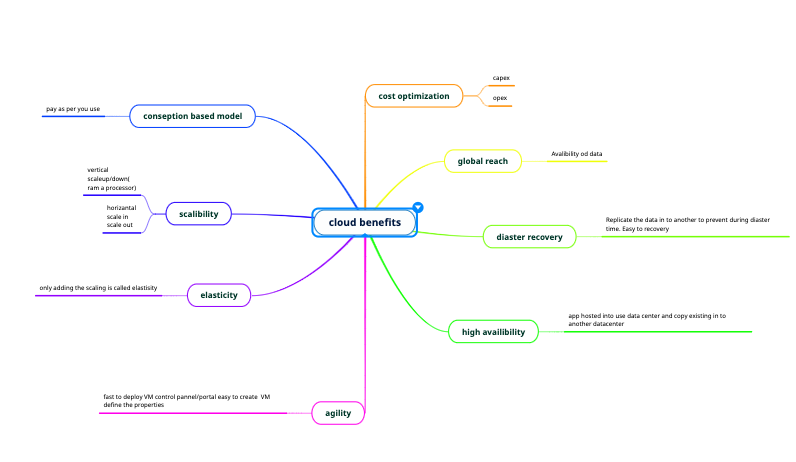 cloud benefits
cost optimization
capex
opex
global reach
Avalibility od data
diaster recovery
Replicate the data in to another to prevent during diaster
time. Easy to recovery
high availibility
app hosted into use data center and copy existing in to
another datacenter
agility
fast to deploy VM control pannel/portal easy to create  VM
define the properties
elasticity
only adding the scaling is called elastisity
scalibility
vertical
scaleup/down(
ram a processor)
horizantal
scale in
scale out
conseption based model
pay as per you use